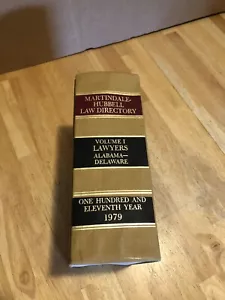 MARTINDALE-
HUBBELL
LAW DIRECTORY
VOLUME I
LAWYERS
ALABAMA—
DELAWARE
ONE HUNDRED AND
ELEVENTH YEAR
1979